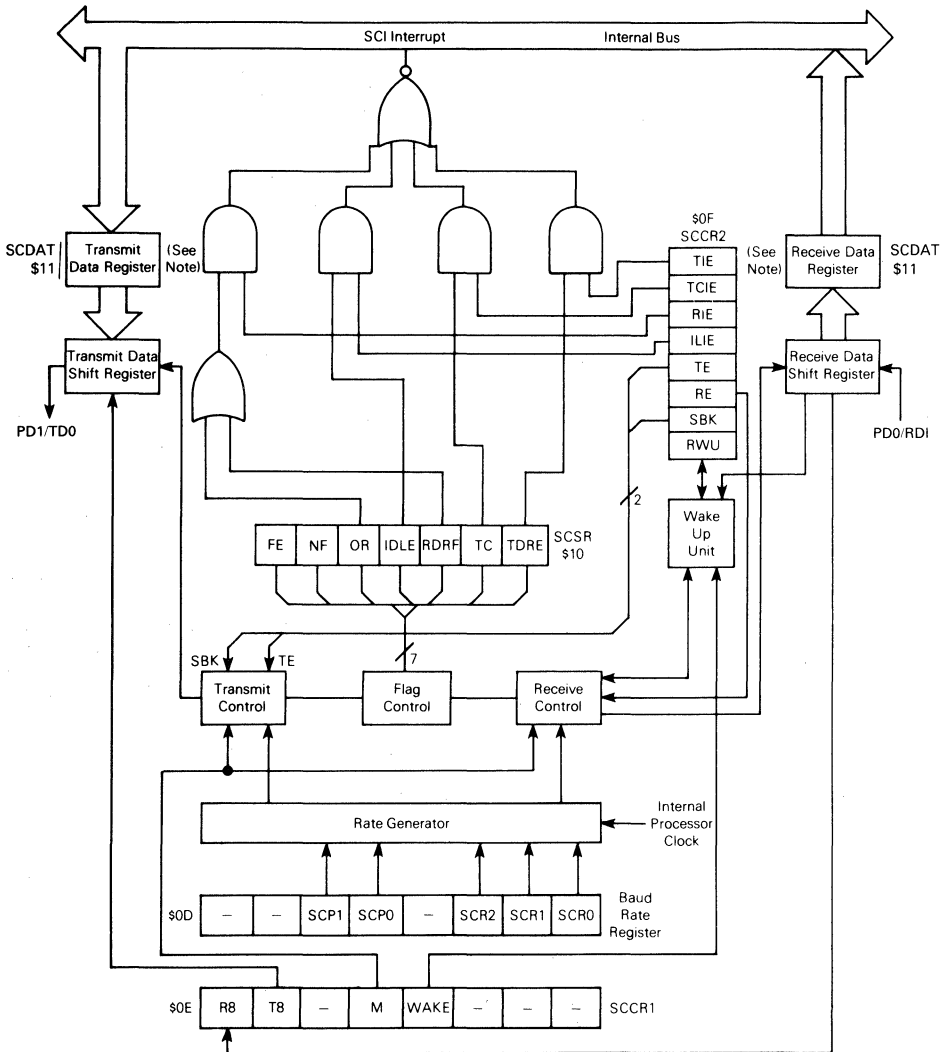 SCI Interrupt
Internal Bus
$0F
SCCR2
SCDAT
$11
Transmit
Data Register
(See
Note)
TIE
TCIE
RIE
ILIE
TE
RE
SBK
RWU
(See
Note)
Receive Data
Register
SCDAT
$11
Transmit Data
Shift Register
Receive Data
Shift Register
PD1/TD0
PD0/RDI
2
FE NF OR IDLE RDRF TC TDRE
SCSR
$10
Wake
Up
Unit
SBK
TE
7
Transmit
Control
Flag
Control
Receive
Control
Rate Generator
Internal
Processor
Clock
$0D - - SCP1 SCP0 - SCR2 SCR1 SCR0
Baud
Rate
Register
$0E R8 T8 - M WAKE - - - SCCR1